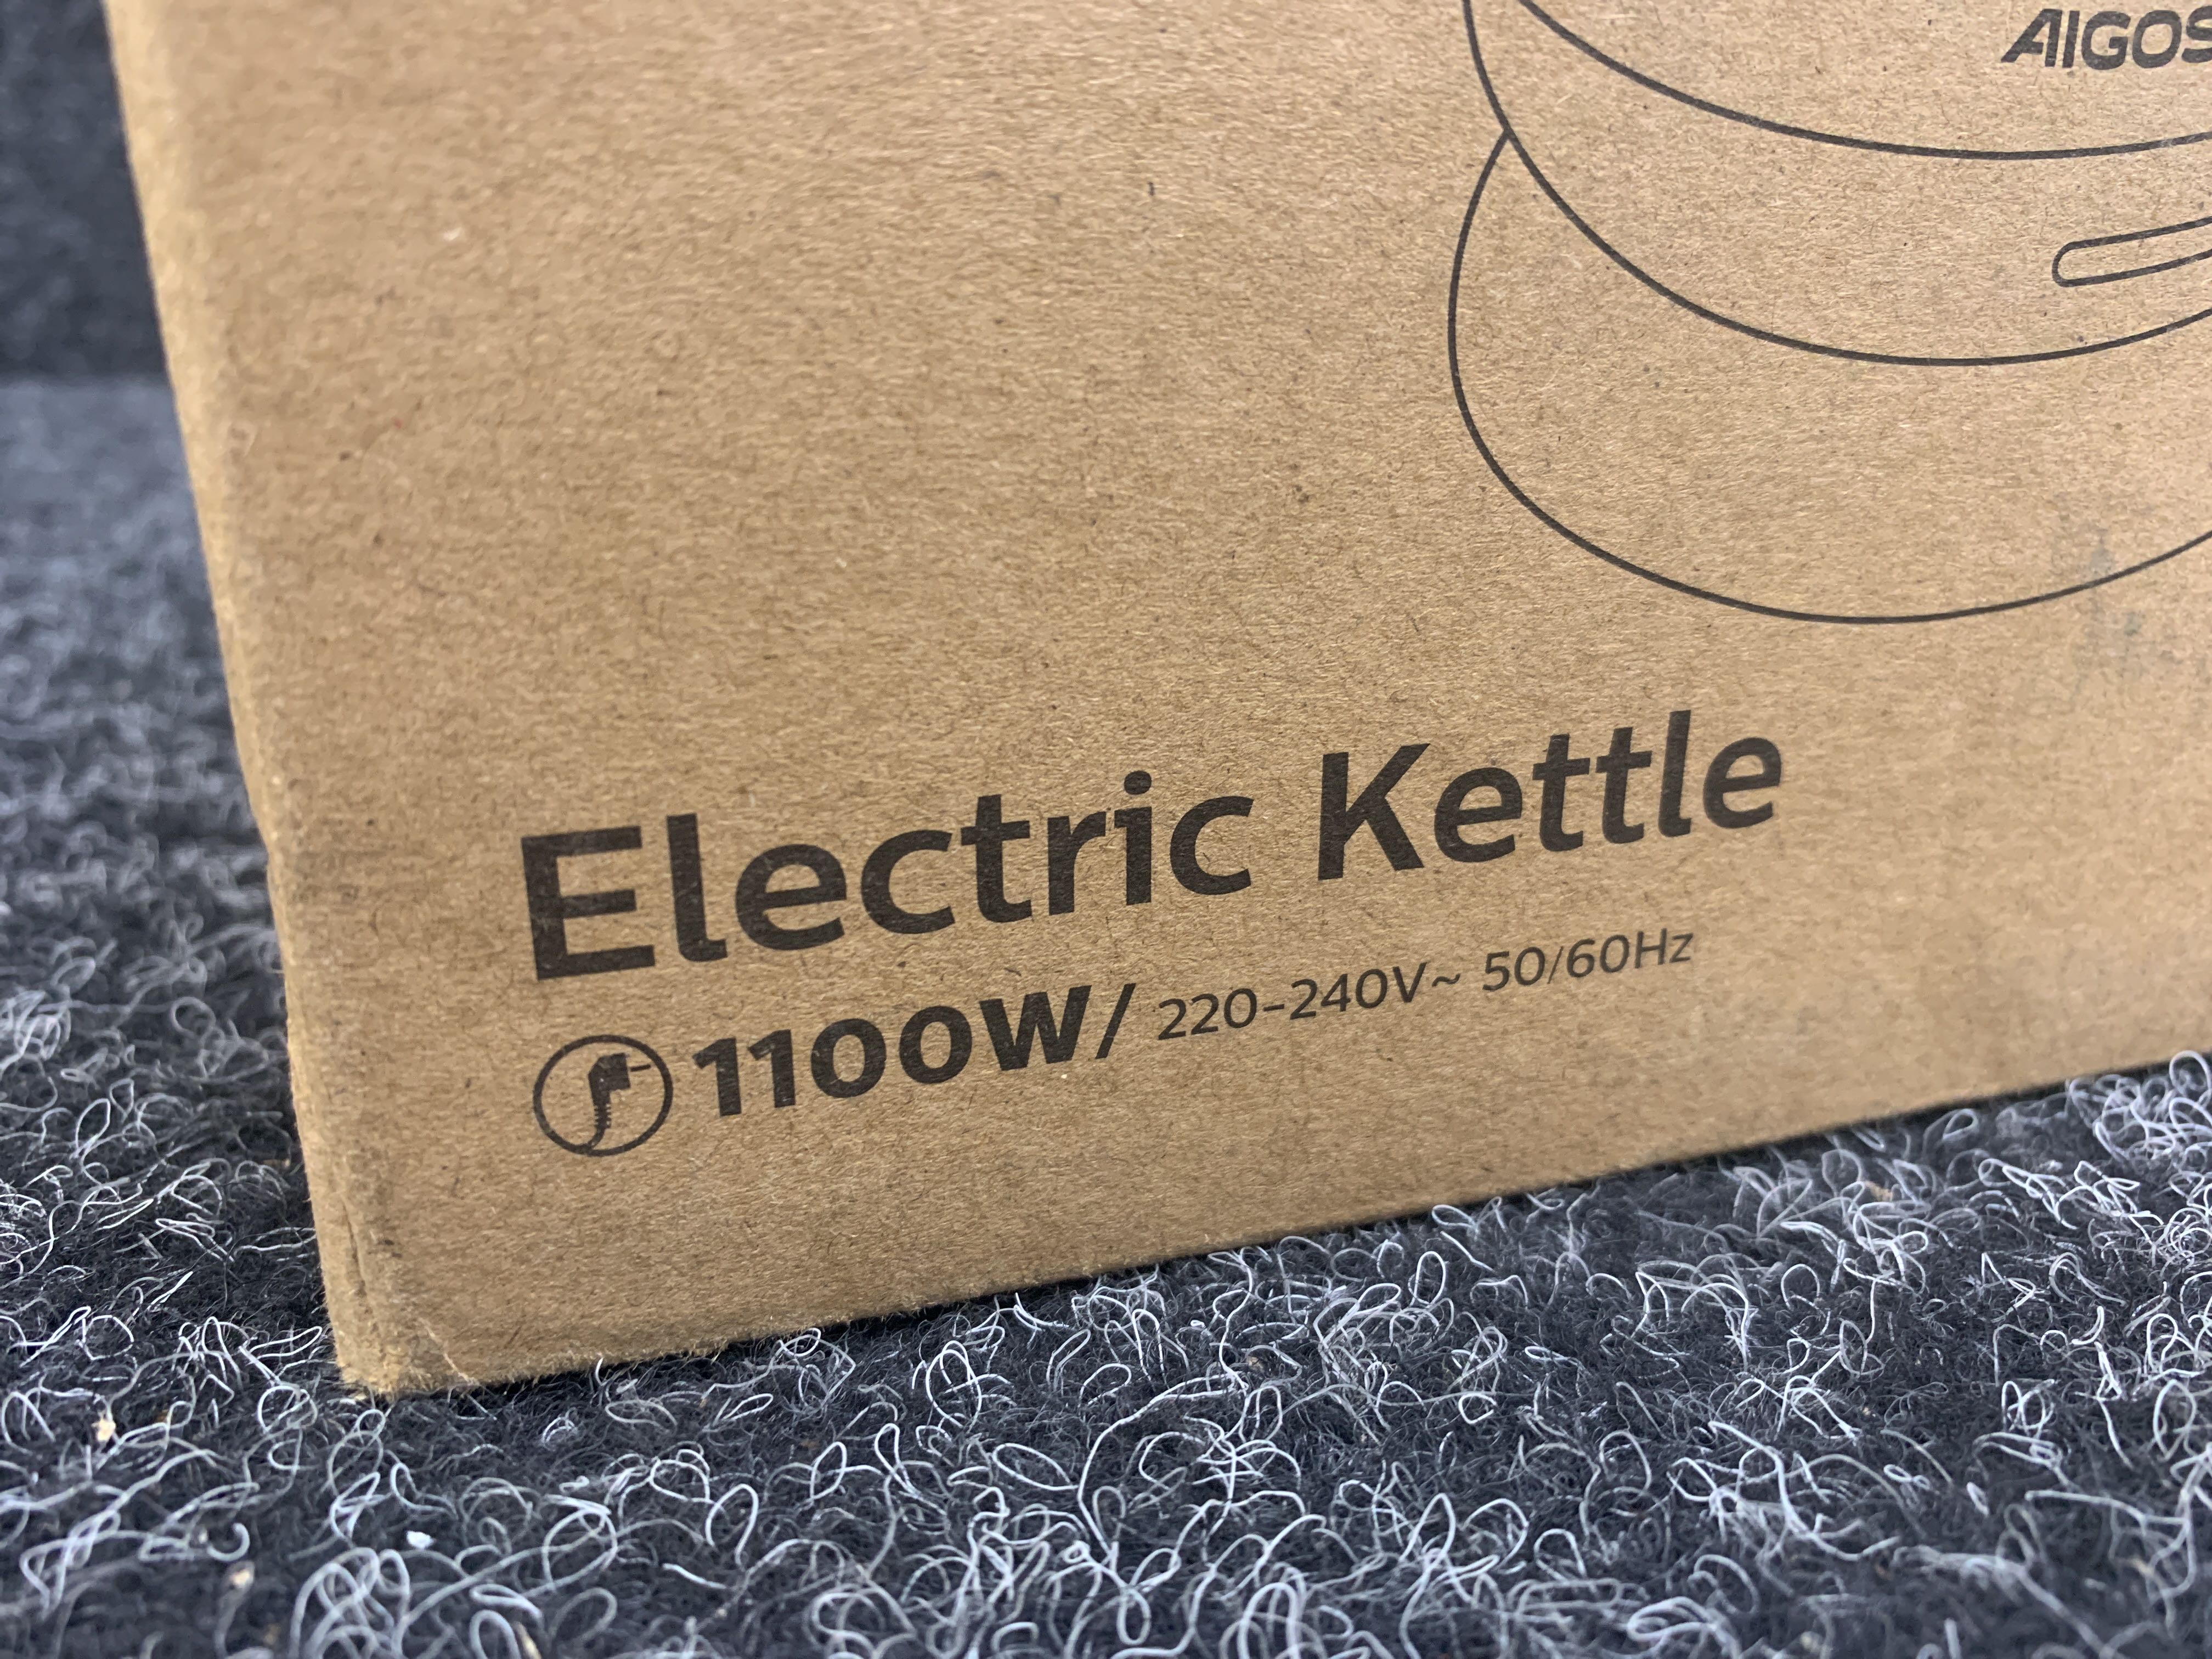 AIGOS
Electric Kettle
1100W/ 220-240V~ 50/60Hz